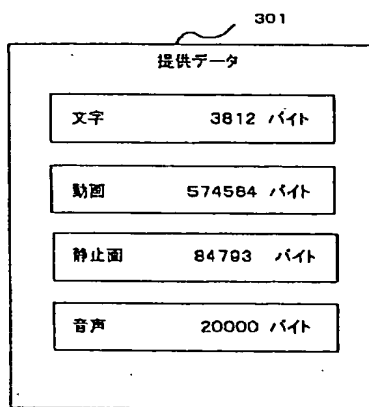 301
提供データ
文字 3812 バイト
動画 574584 バイト
静止画 84793 バイト
音声 20000 バイト